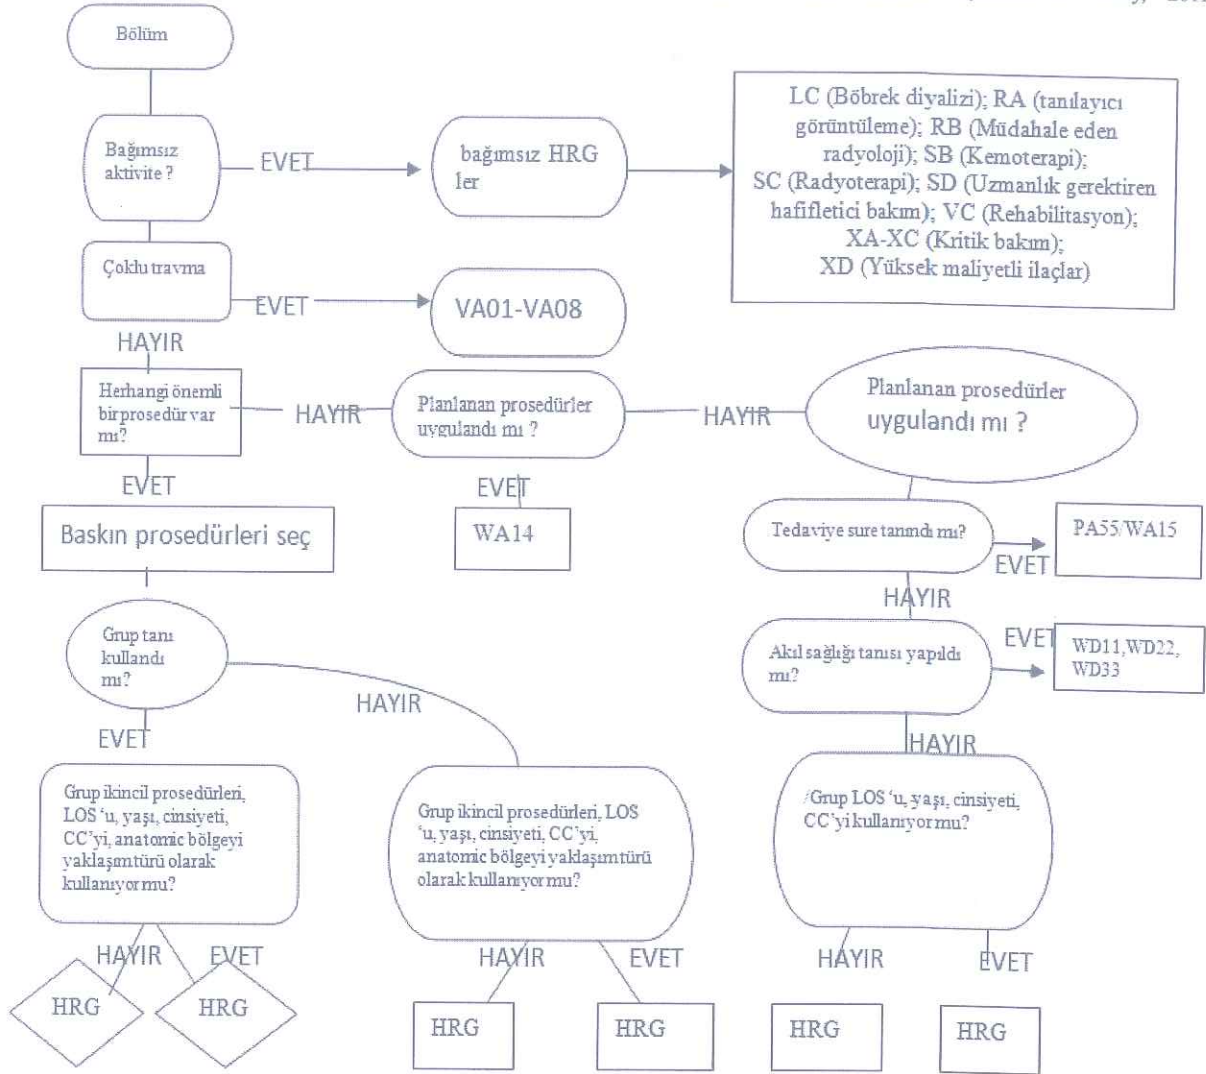 Bölüm
Bağımsız
aktivite ?
EVET
bağımsız HRG
ler
LC (Böbrek diyalizi); RA (tanılayıcı
görüntüleme); RB (Müdahale eden
radyoloji); SB (Kemoterapi);
SC (Radyoterapi); SD (Uzmanlık gerektiren
hafifletici bakım); VC (Rehabilitasyon);
XA-XC (Kritik bakım);
XD (Yüksek maliyetli ilaçlar)
Çoklu travma
EVET
VA01-VA08
HAYIR
Herhangi önemli
bir prosedür var
mı?
HAYIR
Planlanan prosedürler
uygulandı mı ?
HAYIR
Planlanan prosedürler
uygulandı mı ?
EVET
Baskın prosedürleri seç
EVET
WA14
Tedaviye sure tanındı mı?
EVET
PA55/WA15
HAYIR
Grup tanı
kullandı
mı?
Akıl sağlığı tanısı yapıldı
mı?
EVET
WD11,WD22,
WD33
HAYIR
EVET
HAYIR
Grup ikincil prosedürleri,
LOS ‘u, yaşı, cinsiyeti,
CC’yi, anatomic bölgeyi
yaklaşım türü olarak
kullanıyor mu?
Grup ikincil prosedürleri, LOS
‘u, yaşı, cinsiyeti, CC’yi,
anatomic bölgeyi yaklaşım türü
olarak kullanıyor mu?
Grup LOS ‘u, yaşı, cinsiyeti,
CC’yi kullanıyor mu?
HAYIR
EVET
HAYIR
EVET
HAYIR
EVET
HRG
HRG
HRG
HRG
HRG
HRG